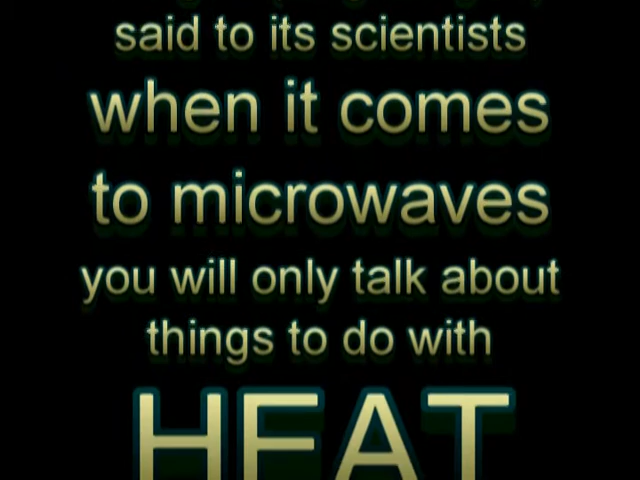 said to its scientists
when it comes
to microwaves
you will only talk about
things to do with
HEAT